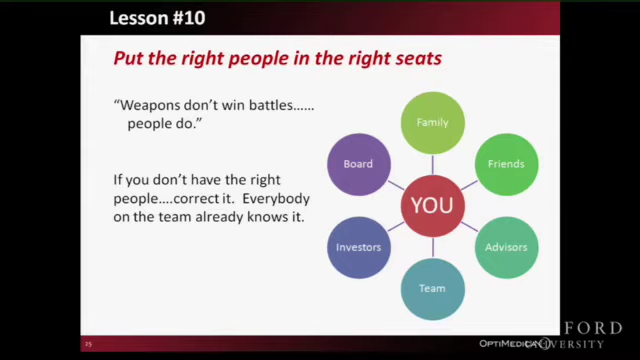 Lesson #10
Put the right people in the right seats
“Weapons don’t win battles……
people do.”
If you don’t have the right
people….correct it.  Everybody
on the team already knows it.
Family
Friends
Advisors
Team
Investors
Board
YOU
25
OPTIMEDICA